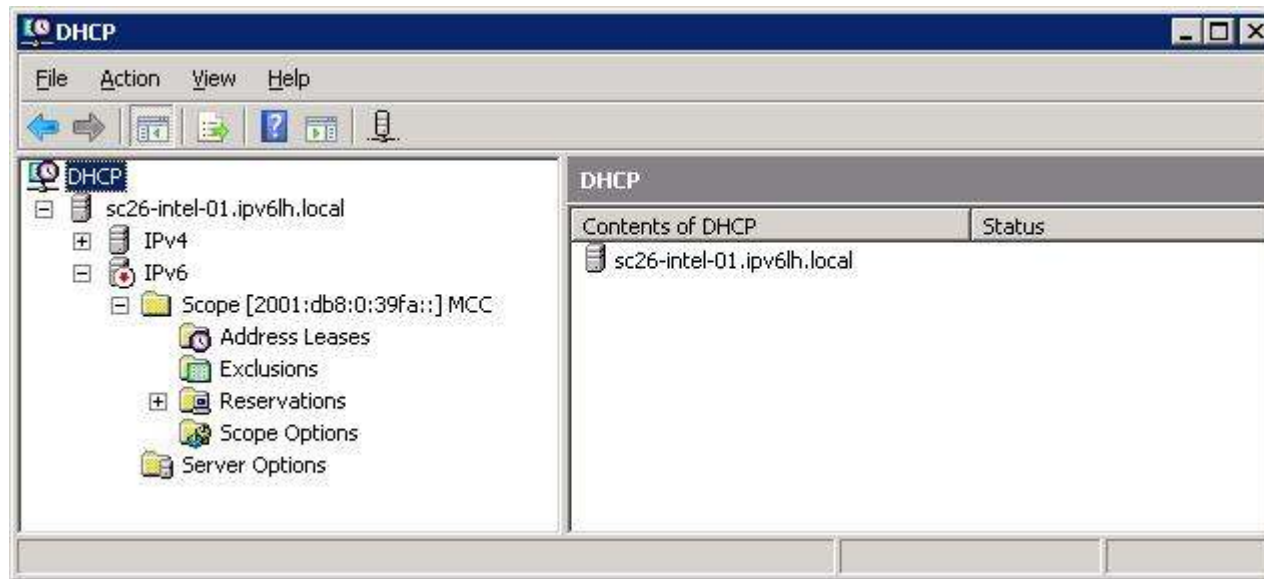 DHCP
File Action View Help
DHCP
sc26-intel-01.ipv6lh.local
IPv4
IPv6
Scope [2001:db8:0:39fa::] MCC
Address Leases
Exclusions
Reservations
Scope Options
Server Options
DHCP
Contents of DHCP Status
sc26-intel-01.ipv6lh.local